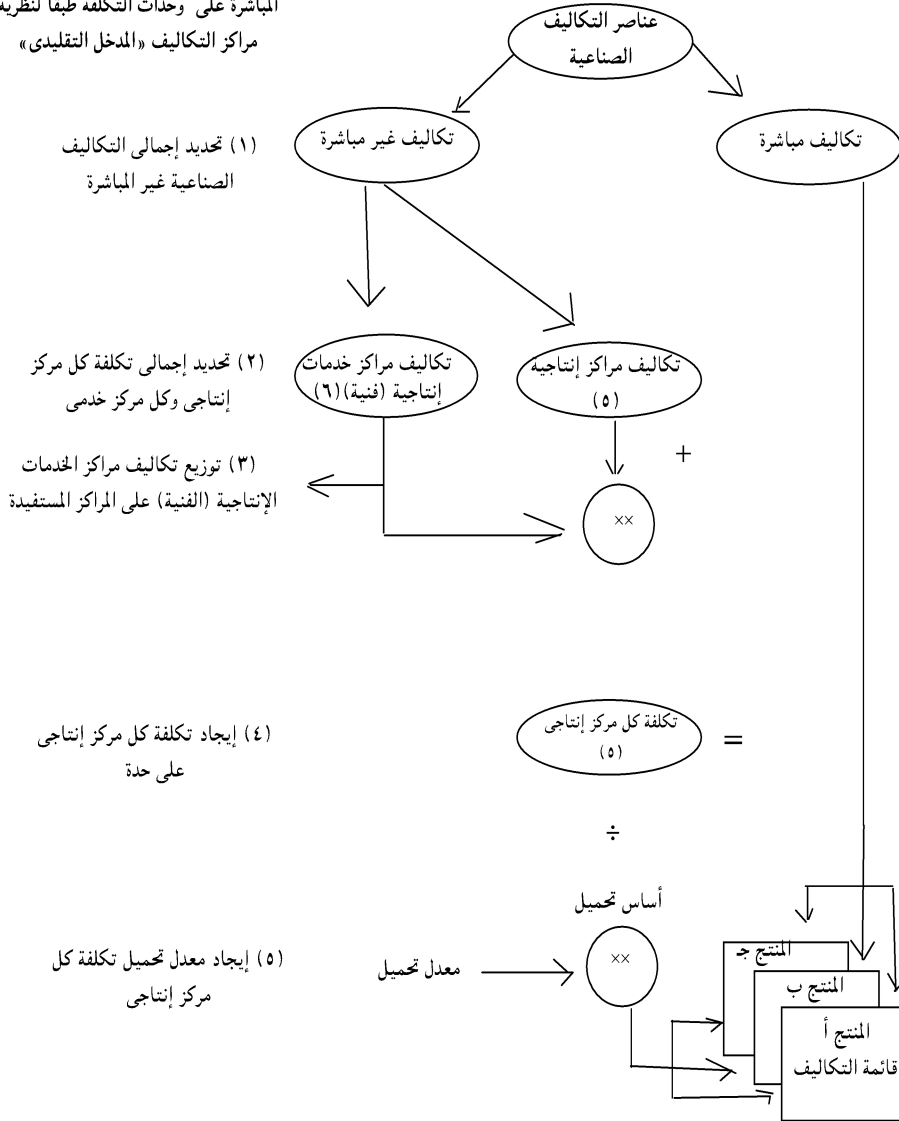 المباشرة على وحدات التكلفة طبقا لنظرية
مراكز التكاليف «المدخل التقليدى»
عناصر التكاليف
الصناعية
تكاليف مباشرة
تكاليف غير مباشرة
(١) تحديد إجمالى التكاليف
الصناعية غير المباشرة
تكاليف مراكز إنتاجية
(٥)
تكاليف مراكز خدمات
إنتاجية (فنية)(٦)
(٢) تحديد إجمالى تكلفة كل مركز
إنتاجى وكل مركز خدمى
+
(٣) توزيع تكاليف مراكز الخدمات
الإنتاجية (الفنية) على المراكز المستفيدة
××
تكلفة كل مركز إنتاجى
(٥)
=
(٤) إيجاد تكلفة كل مركز إنتاجى
على حدة
÷
أساس تحميل
××
معدل تحميل
(٥) إيجاد معدل تحميل تكلفة كل
مركز إنتاجى
المنتج جـ
المنتج ب
المنتج أ
قائمة التكاليف